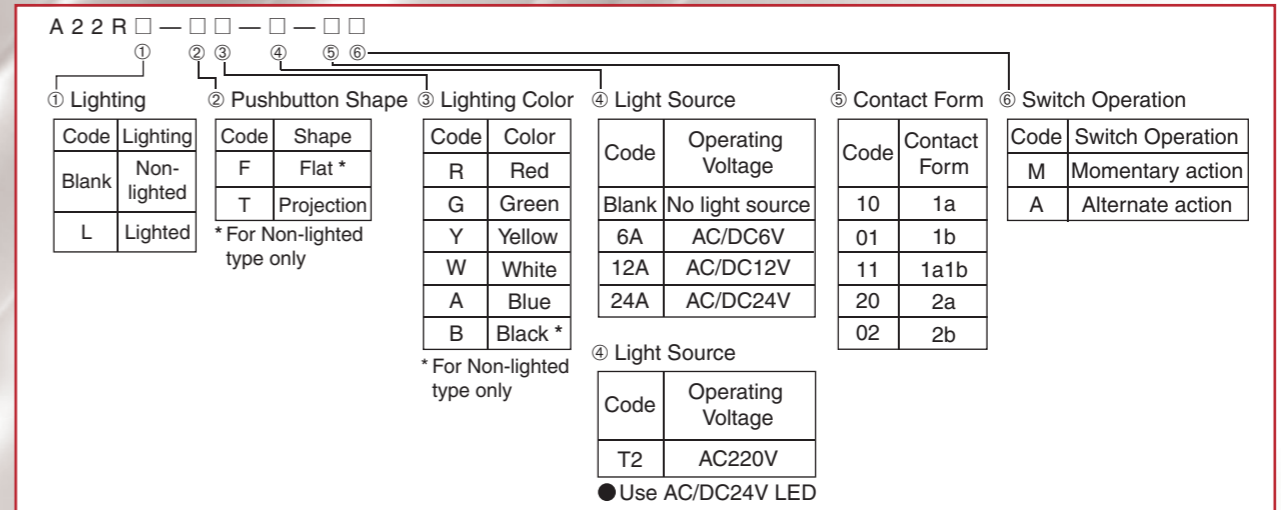 A22R□—□□—□—□□
① ② ③ ④ ⑤ ⑥
① Lighting
Code Lighting
Blank Non-lighted
L Lighted
② Pushbutton Shape
Code Shape
F Flat *
T Projection
* For Non-lighted
type only
③ Lighting Color
Code Color
R Red
G Green
Y Yellow
W White
A Blue
B Black *
* For Non-lighted
type only
④ Light Source
Code Operating Voltage
Blank No light source
6A AC/DC6V
12A AC/DC12V
24A AC/DC24V
④ Light Source
Code Operating Voltage
T2 AC220V
●Use AC/DC24V LED
⑤ Contact Form
Code Contact Form
10 1a
01 1b
11 1a1b
20 2a
02 2b
⑥ Switch Operation
Code Switch Operation
M Momentary action
A Alternate action